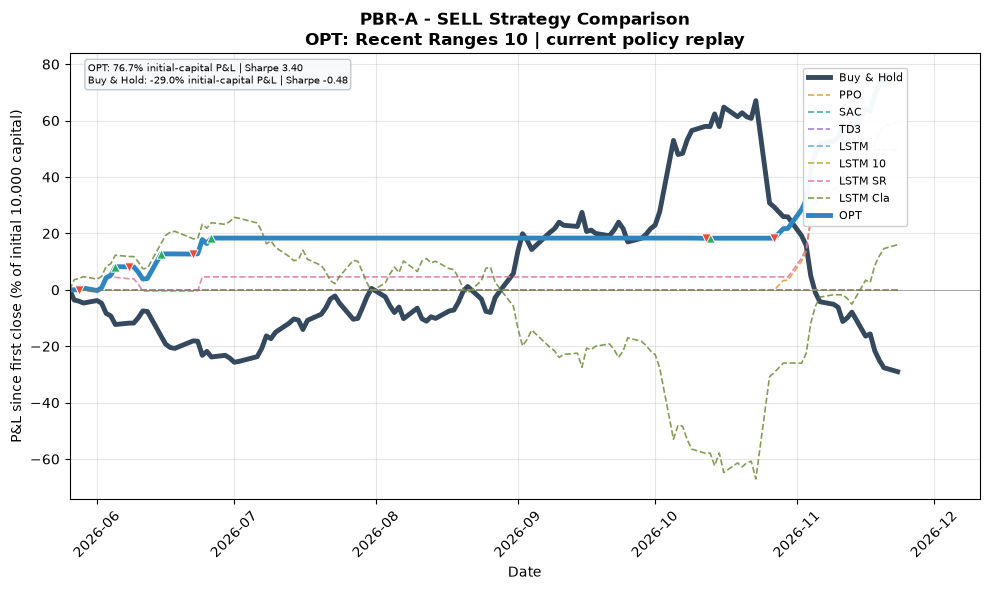 PBR-A - SELL Strategy Comparison
OPT: Recent Ranges 10 | current policy replay
OPT: 76.7% initial-capital P&L | Sharpe 3.40
Buy & Hold: -29.0% initial-capital P&L | Sharpe -0.48
Buy & Hold
PPO
SAC
TD3
LSTM
LSTM 10
LSTM SR
LSTM Cla
OPT
P&L since first close (% of initial 10,000 capital)
80
60
40
20
0
−20
−40
−60
2026-06
2026-07
2026-08
2026-09
2026-10
2026-11
2026-12
Date